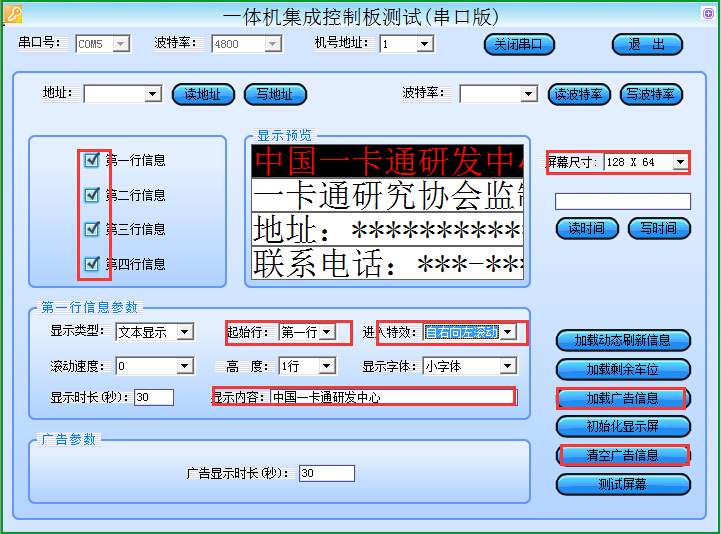 一体机集成控制板测试(串口版)
串口号: COM5 波特率: 4800 机号地址: 1 关闭串口 退 出
地址: 读地址 写地址 波特率: 读波特率 写波特率
显示预览
第一行信息
第二行信息
第三行信息
第四行信息
中国一卡通研发中心
一卡通研究协会监制
地址: ***********
联系电话: ***-****
屏幕尺寸: 128 X 64
读时间 写时间
第一行信息参数
显示类型: 文本显示 起始行: 第一行 进入特效: 自右向左滚动
滚动速度: 0 高 度: 1行 显示字体: 小字体
显示时长(秒): 30 显示内容: 中国一卡通研发中心
广告参数
广告显示时长(秒): 30
加载动态刷新信息
加载剩余车位
加载广告信息
初始化显示屏
清空广告信息
测试屏幕